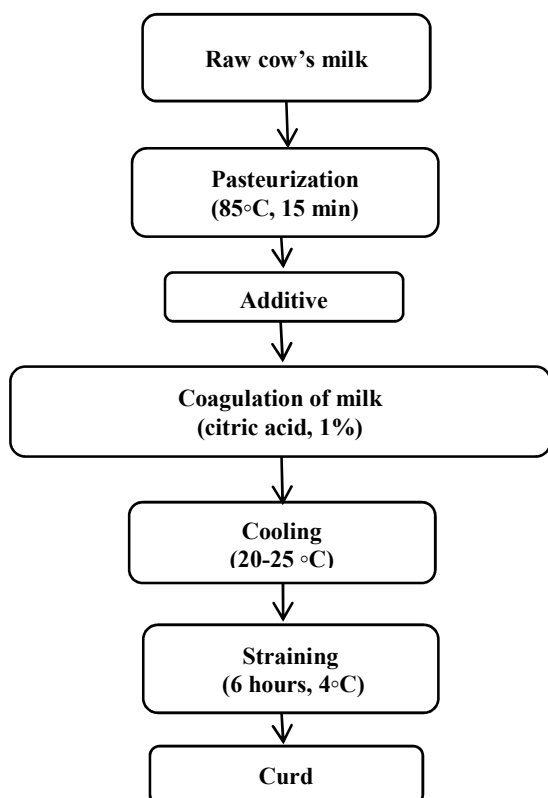 Raw cow’s milk
Pasteurization
(85◦C, 15 min)
Additive
Coagulation of milk
(citric acid, 1%)
Cooling
(20-25 ◦C)
Straining
(6 hours, 4◦C)
Curd